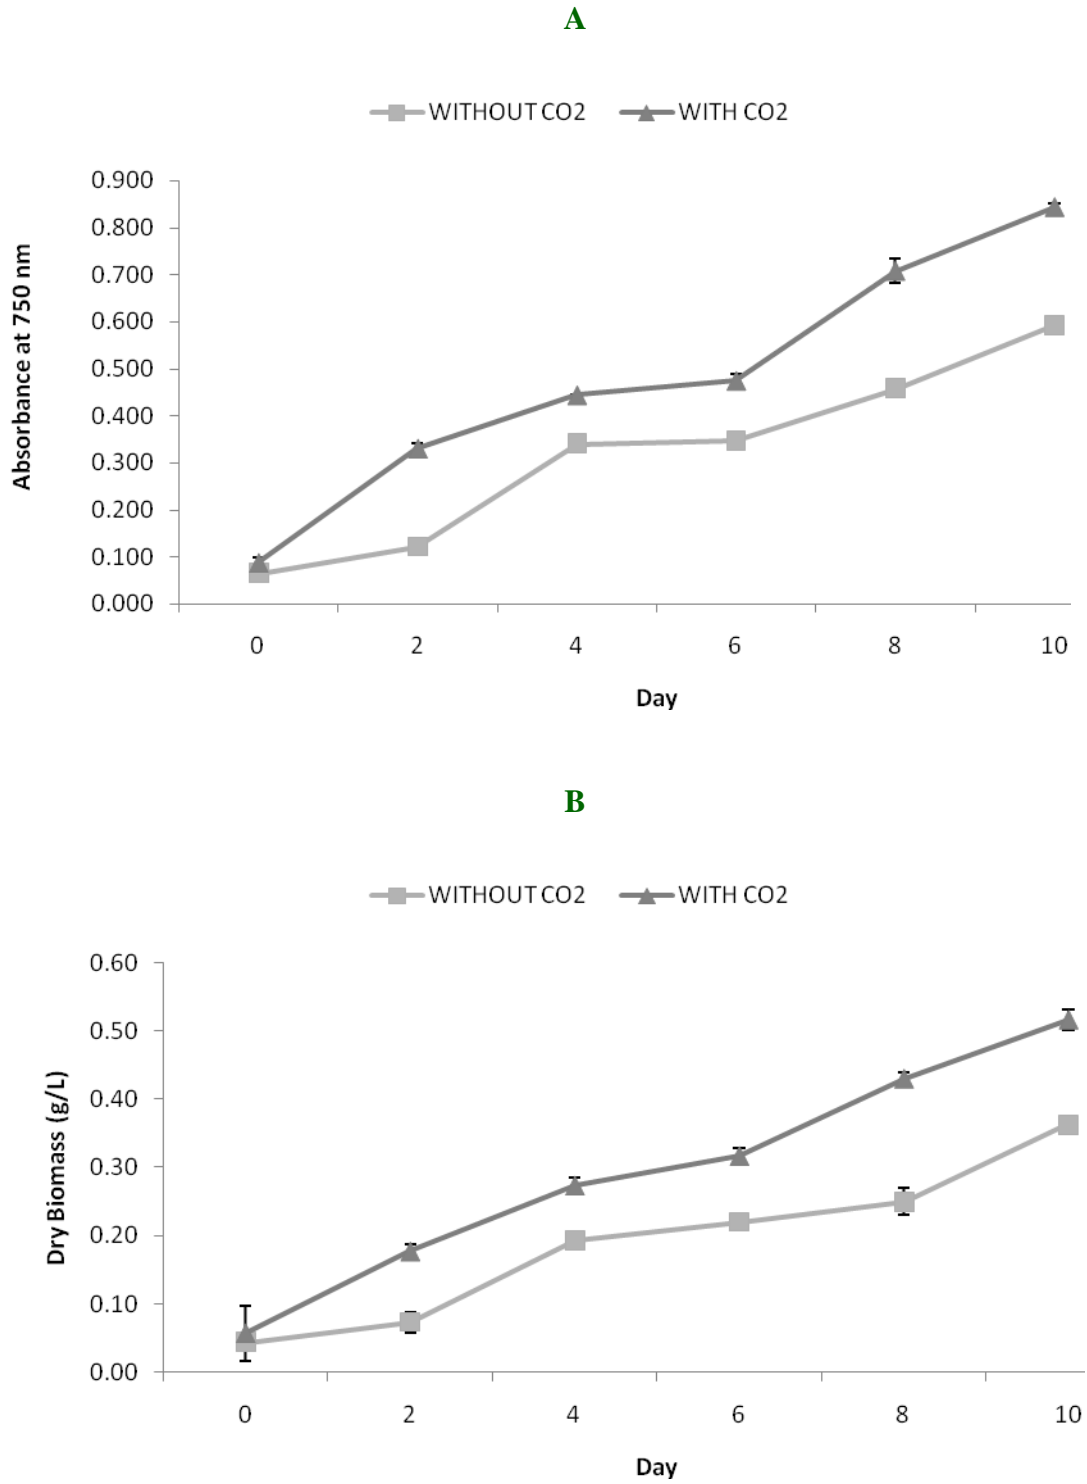 A
WITHOUT CO2 WITH CO2
0.900
0.800
0.700
0.600
0.500
0.400
0.300
0.200
0.100
0.000
Absorbance at 750 nm
0 2 4 6 8 10
Day
B
WITHOUT CO2 WITH CO2
0.60
0.50
0.40
0.30
0.20
0.10
0.00
Dry Biomass (g/L)
0 2 4 6 8 10
Day